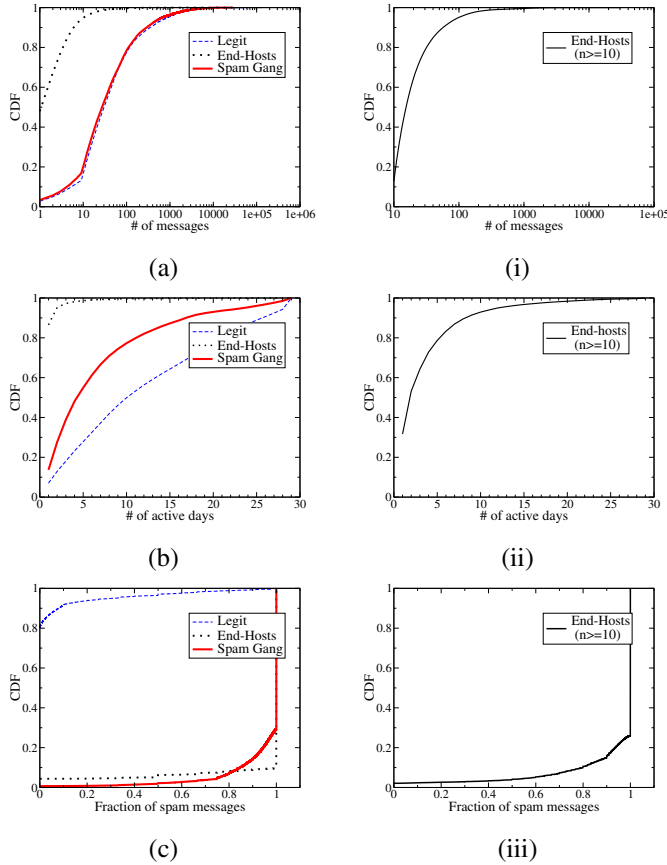 1
0.8
0.6
0.4
0.2
0
CDF
Legit
End-Hosts
Spam Gang
1 10 100 1000 10000 1e+05 1e+06
# of messages
(a)
1
0.8
0.6
0.4
0.2
0
CDF
End-Hosts
(n>=10)
10 100 1000 10000 1e+05
# of messages
(i)
1
0.8
0.6
0.4
0.2
0
CDF
Legit
End-Hosts
Spam Gang
0 5 10 15 20 25 30
# of active days
(b)
1
0.8
0.6
0.4
0.2
0
CDF
End-hosts
(n>=10)
0 5 10 15 20 25 30
# of active days
(ii)
1
0.8
0.6
0.4
0.2
0
CDF
Legit
End-Hosts
Spam Gang
0 0.2 0.4 0.6 0.8 1
Fraction of spam messages
(c)
1
0.8
0.6
0.4
0.2
0
CDF
End-Hosts
(n>=10)
0 0.2 0.4 0.6 0.8 1
Fraction of spam messages
(iii)